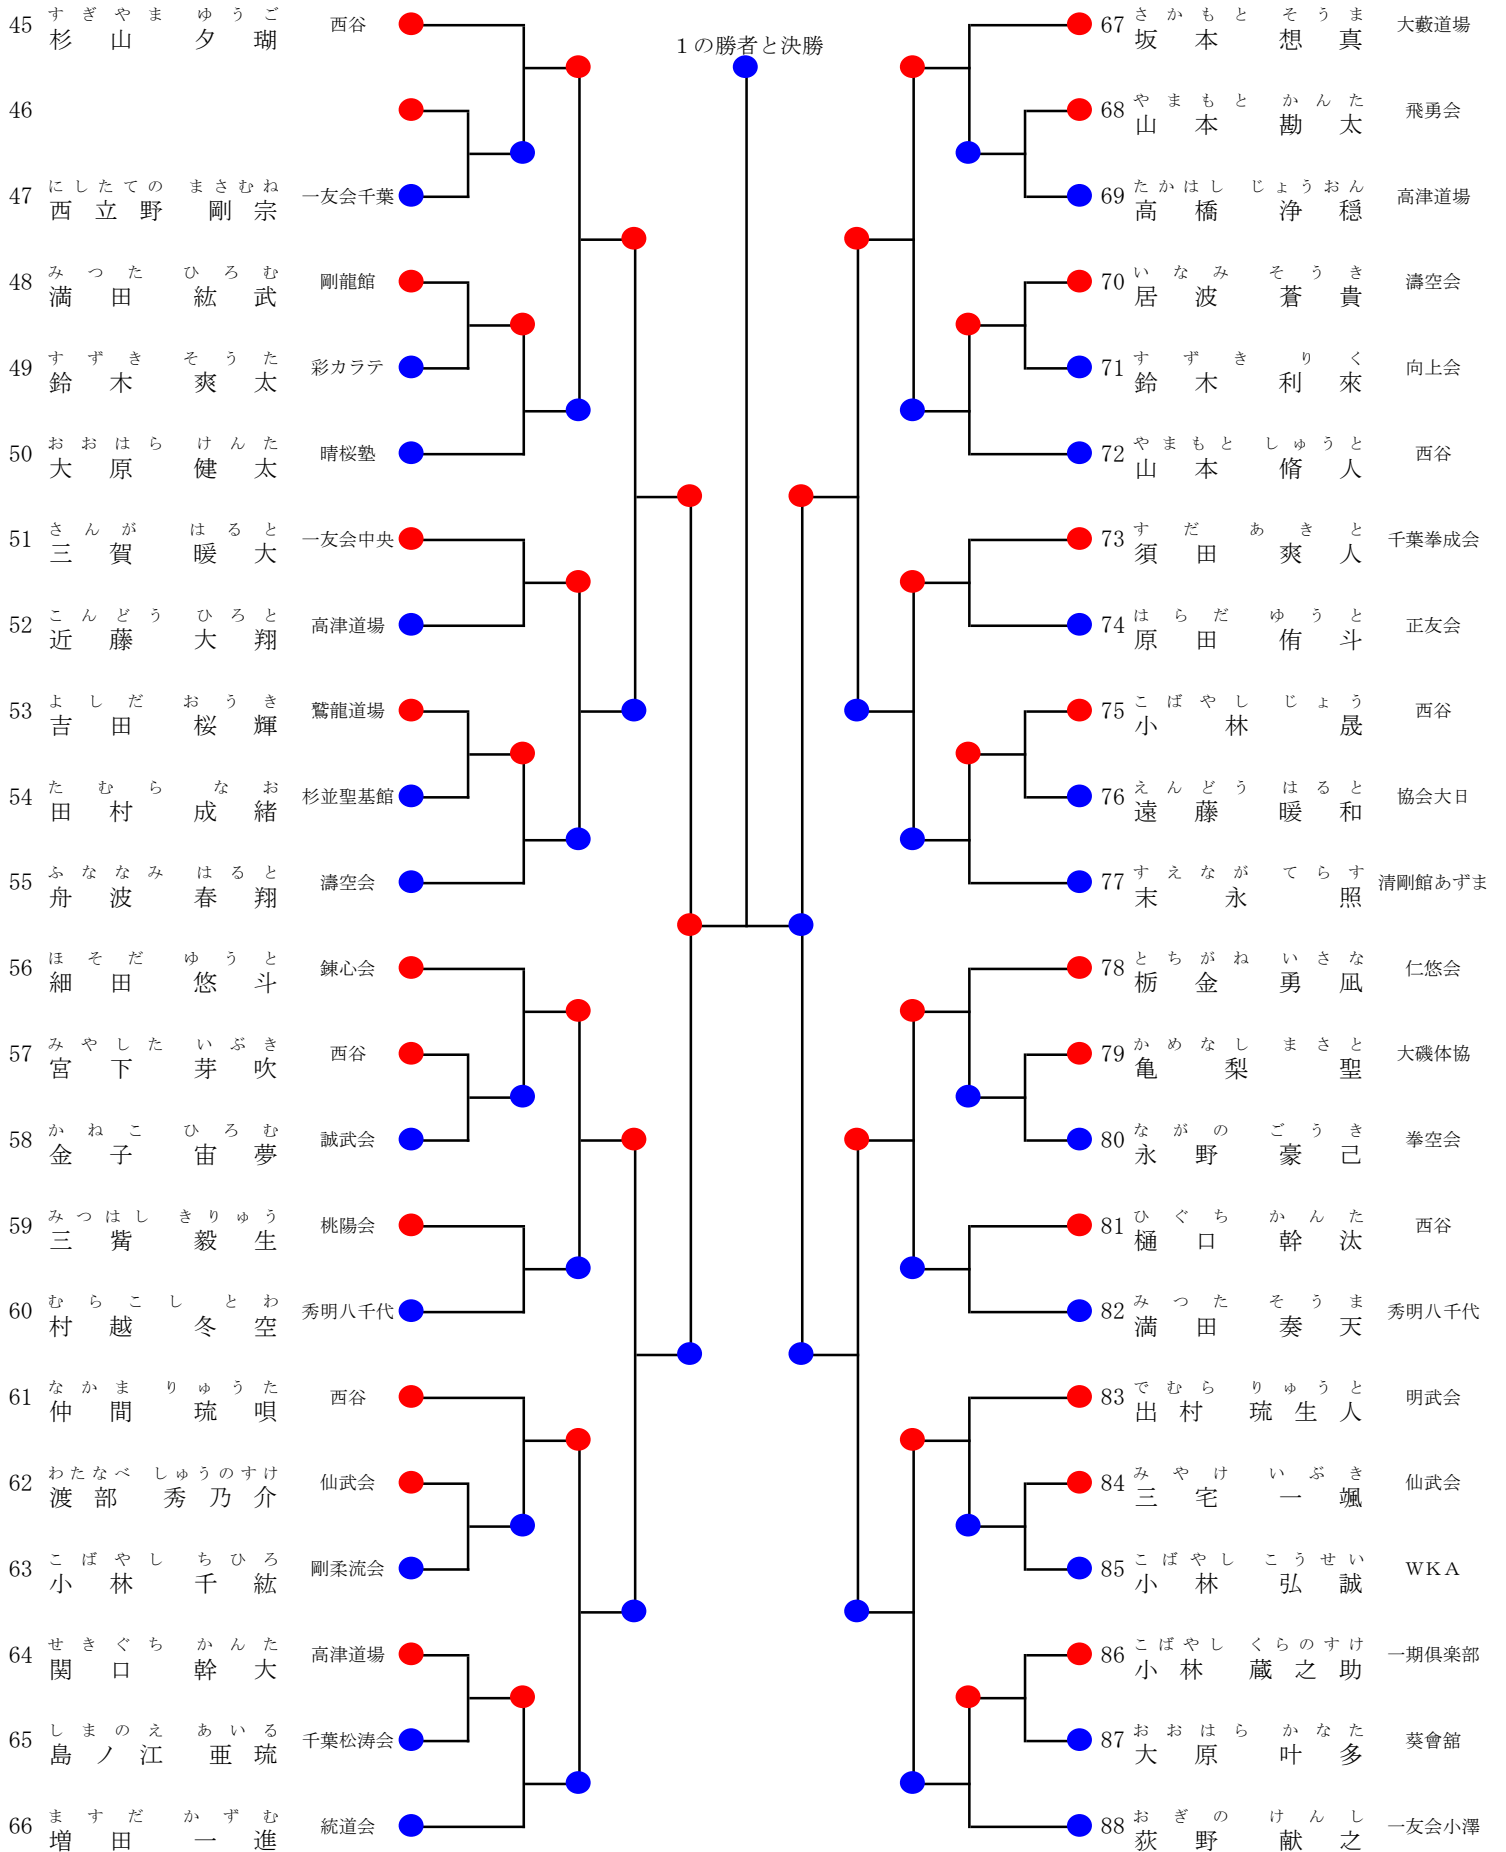 １の勝者と決勝
すぎやま ゆうご
45 杉山 夕瑚 西谷
46
にしたての まさむね
47 西立野 剛宗 一友会千葉
みつた ひろむ
48 満田 紘武 剛龍館
すずき そうた
49 鈴木 爽太 彩カラテ
おおはら けんた
50 大原 健太 晴桜塾
さんが はると
51 三賀 暖大 一友会中央
こんどう ひろと
52 近藤 大翔 高津道場
よしだ おうき
53 吉田 桜輝 鷲龍道場
たむら なお
54 田村 成緒 杉並聖基館
ふななみ はると
55 舟波 春翔 濤空会
ほそだ ゆうと
56 細田 悠斗 錬心会
みやした いぶき
57 宮下 芽吹 西谷
かねこ ひろむ
58 金子 宙夢 誠武会
みつはし きりゅう
59 三觜 毅生 桃陽会
むらこし とわ
60 村越 冬空 秀明八千代
なかま りゅうた
61 仲間 琉唄 西谷
わたなべ しゅうのすけ
62 渡部 秀乃介 仙武会
こばやし ちひろ
63 小林 千紘 剛柔流会
せきぐち かんた
64 関口 幹大 高津道場
しまのえ あいる
65 島ノ江 亜琉 千葉松涛会
ますだ かずむ
66 増田 一進 統道会
さかもと そうま
67 坂本 想真 大藪道場
やまもと かんた
68 山本 勘太 飛勇会
たかはし じょうおん
69 高橋 浄穏 高津道場
いなみ そうき
70 居波 蒼貴 濤空会
すずき りく
71 鈴木 利來 向上会
やまもと しゅうと
72 山本 脩人 西谷
すだ あきと
73 須田 爽人 千葉拳成会
はらだ ゆうと
74 原田 侑斗 正友会
こばやし じょう
75 小林 晟 西谷
えんどう はると
76 遠藤 暖和 協会大日
すえなが てらす
77 末永 照 清剛館あずま
とちがね いさな
78 栃金 勇凪 仁悠会
かめなし まさと
79 亀梨 聖 大磯体協
ながの ごうき
80 永野 豪己 拳空会
ひぐち かんた
81 樋口 幹汰 西谷
みつた そうま
82 満田 奏天 秀明八千代
でむら りゅうと
83 出村 琉生人 明武会
みやけ いぶき
84 三宅 一颯 仙武会
こばやし こうせい
85 小林 弘誠 ＷＫＡ
こばやし くらのすけ
86 小林 蔵之助 一期倶楽部
おおはら かなた
87 大原 叶多 葵會舘
おぎの けんし
88 荻野 献之 一友会小澤